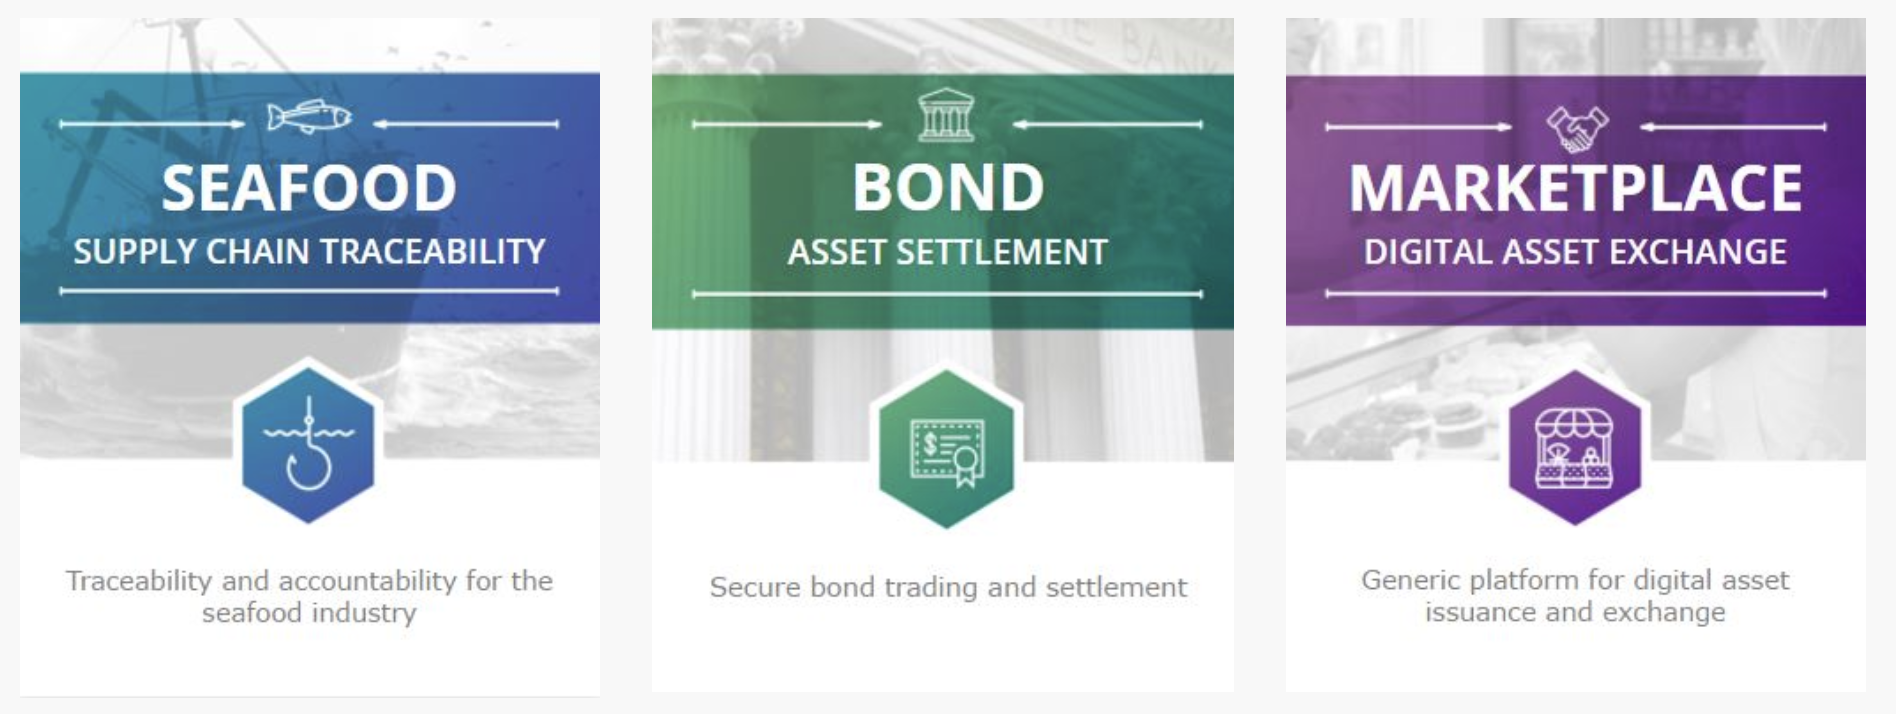 SEAFOOD
SUPPLY CHAIN TRACEABILITY
Traceability and accountability for the
seafood industry
BANK
BOND
ASSET SETTLEMENT
Secure bond trading and settlement
MARKETPLACE
DIGITAL ASSET EXCHANGE
Generic platform for digital asset
issuance and exchange